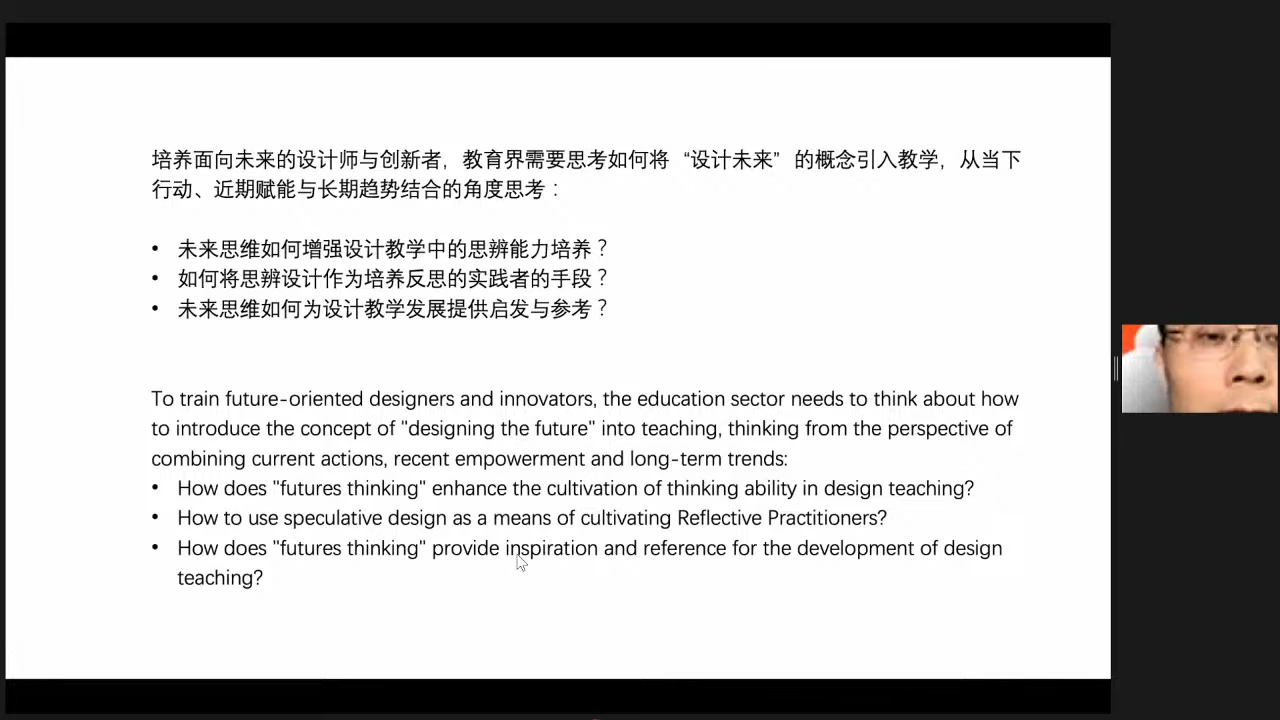 培养面向未来的设计师与创新者，教育界需要思考如何将 “设计未来” 的概念引入教学，从当下
行动、近期赋能与长期趋势结合的角度思考：
• 未来思维如何增强设计教学中的思辨能力培养？
• 如何将思辨设计作为培养反思的实践者的手段？
• 未来思维如何为设计教学发展提供启发与参考？
To train future-oriented designers and innovators, the education sector needs to think about how
to introduce the concept of "designing the future" into teaching, thinking from the perspective of
combining current actions, recent empowerment and long-term trends:
• How does "futures thinking" enhance the cultivation of thinking ability in design teaching?
• How to use speculative design as a means of cultivating Reflective Practitioners?
• How does "futures thinking" provide inspiration and reference for the development of design
teaching?